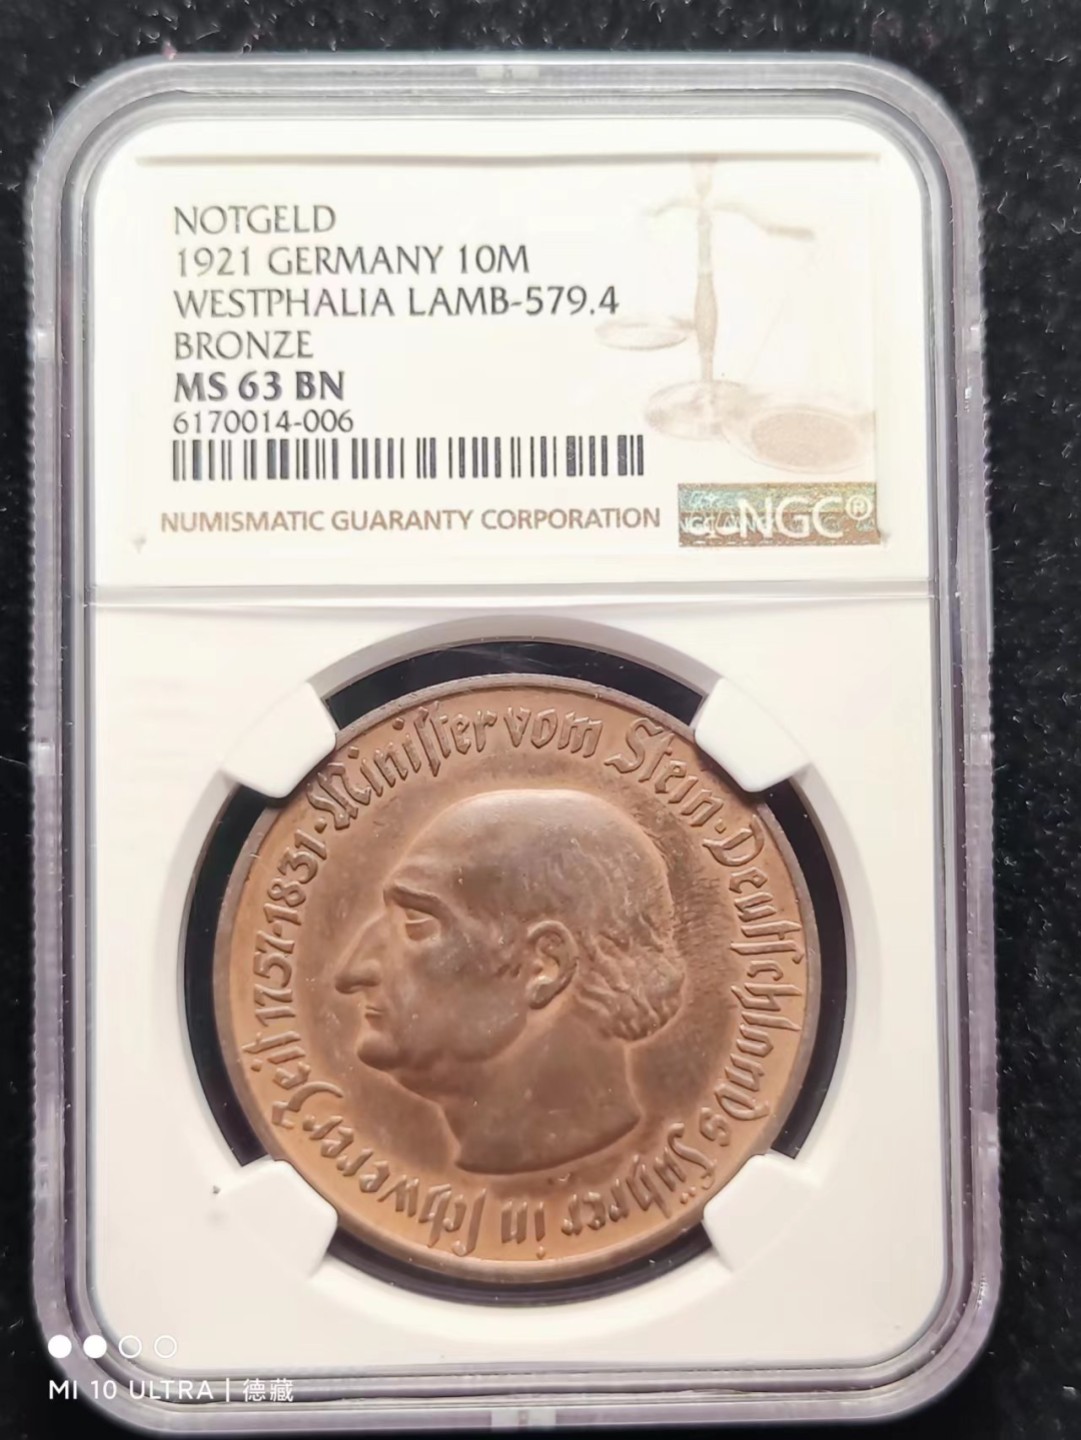 NOTGELD
1921 GERMANY 10M
WESTPHALIA LAMB-579.4
BRONZE
MS 63 BN
6170014-006
NUMISMATIC GUARANTY CORPORATION
NGC®
Minister vom Stein · Deutschlands Führer in schwerer Zeit 1757-1831 ·
MI 10 ULTRA | 德藏